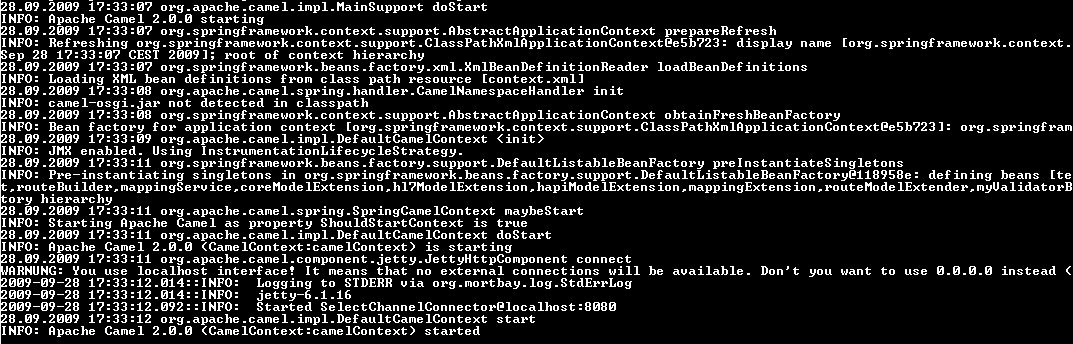 28.09.2009 17:33:07 org.apache.camel.impl.MainSupport doStart
INFO: Apache Camel 2.0.0 starting
28.09.2009 17:33:07 org.springframework.context.support.AbstractApplicationContext prepareRefresh
INFO: Refreshing org.springframework.context.support.ClassPathXmlApplicationContext@e5b723: display name [org.springframework.context.
Sep 28 17:33:07 CEST 2009]; root of context hierarchy
28.09.2009 17:33:07 org.springframework.beans.factory.xml.XmlBeanDefinitionReader loadBeanDefinitions
INFO: Loading XML bean definitions from class path resource [context.xml]
28.09.2009 17:33:08 org.apache.camel.spring.handler.CamelNamespaceHandler init
INFO: camel-osgi.jar not detected in classpath
28.09.2009 17:33:08 org.springframework.context.support.AbstractApplicationContext obtainFreshBeanFactory
INFO: Bean factory for application context [org.springframework.context.support.ClassPathXmlApplicationContext@e5b723]: org.springfram
28.09.2009 17:33:09 org.apache.camel.impl.DefaultCamelContext <init>
INFO: JMX enabled. Using InstrumentationLifecycleStrategy.
28.09.2009 17:33:11 org.springframework.beans.factory.support.DefaultListableBeanFactory preInstantiateSingletons
INFO: Pre-instantiating singletons in org.springframework.beans.factory.support.DefaultListableBeanFactory@118958e: defining beans [te
t,routeBuilder,mappingService,coreModelExtension,hl7ModelExtension,hapiModelExtension,mappingExtension,routeModelExtender,myValidatorB
tory hierarchy
28.09.2009 17:33:11 org.apache.camel.spring.SpringCamelContext maybeStart
INFO: Starting Apache Camel as property ShouldStartContext is true
28.09.2009 17:33:11 org.apache.camel.impl.DefaultCamelContext doStart
INFO: Apache Camel 2.0.0 (CamelContext:camelContext) is starting
28.09.2009 17:33:11 org.apache.camel.component.jetty.JettyHttpComponent connect
WARNUNG: You use localhost interface! It means that no external connections will be available. Don't you want to use 0.0.0.0 instead (
2009-09-28 17:33:12.014::INFO:  Logging to STDERR via org.mortbay.log.StdErrLog
2009-09-28 17:33:12.014::INFO:  jetty-6.1.16
2009-09-28 17:33:12.092::INFO:  Started SelectChannelConnector@localhost:8080
28.09.2009 17:33:12 org.apache.camel.impl.DefaultCamelContext start
INFO: Apache Camel 2.0.0 (CamelContext:camelContext) started